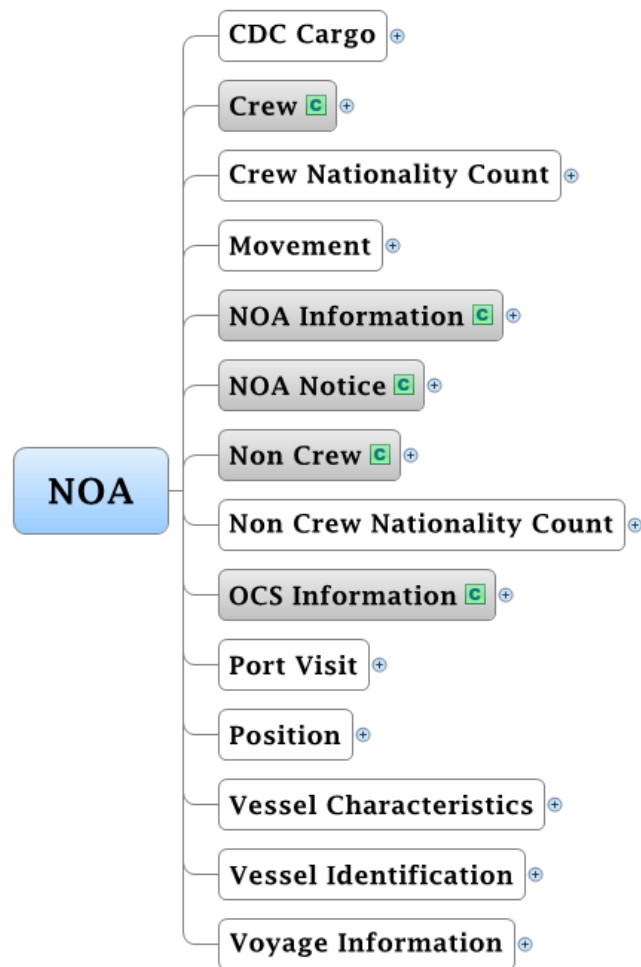 CDC Cargo
Crew C
Crew Nationality Count
Movement
NOA Information C
NOA Notice C
Non Crew C
NOA
Non Crew Nationality Count
OCS Information C
Port Visit
Position
Vessel Characteristics
Vessel Identification
Voyage Information